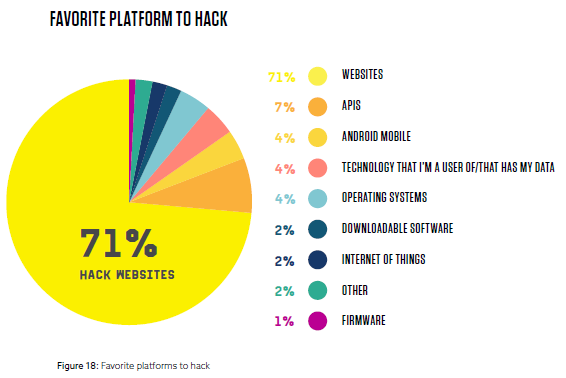 FAVORITE PLATFORM TO HACK
71% WEBSITES
7% APIS
4% ANDROID MOBILE
4% TECHNOLOGY THAT I'M A USER OF/THAT HAS MY DATA
4% OPERATING SYSTEMS
2% DOWNLOADABLE SOFTWARE
2% INTERNET OF THINGS
2% OTHER
1% FIRMWARE
71%
HACK WEBSITES
Figure 18: Favorite platforms to hack